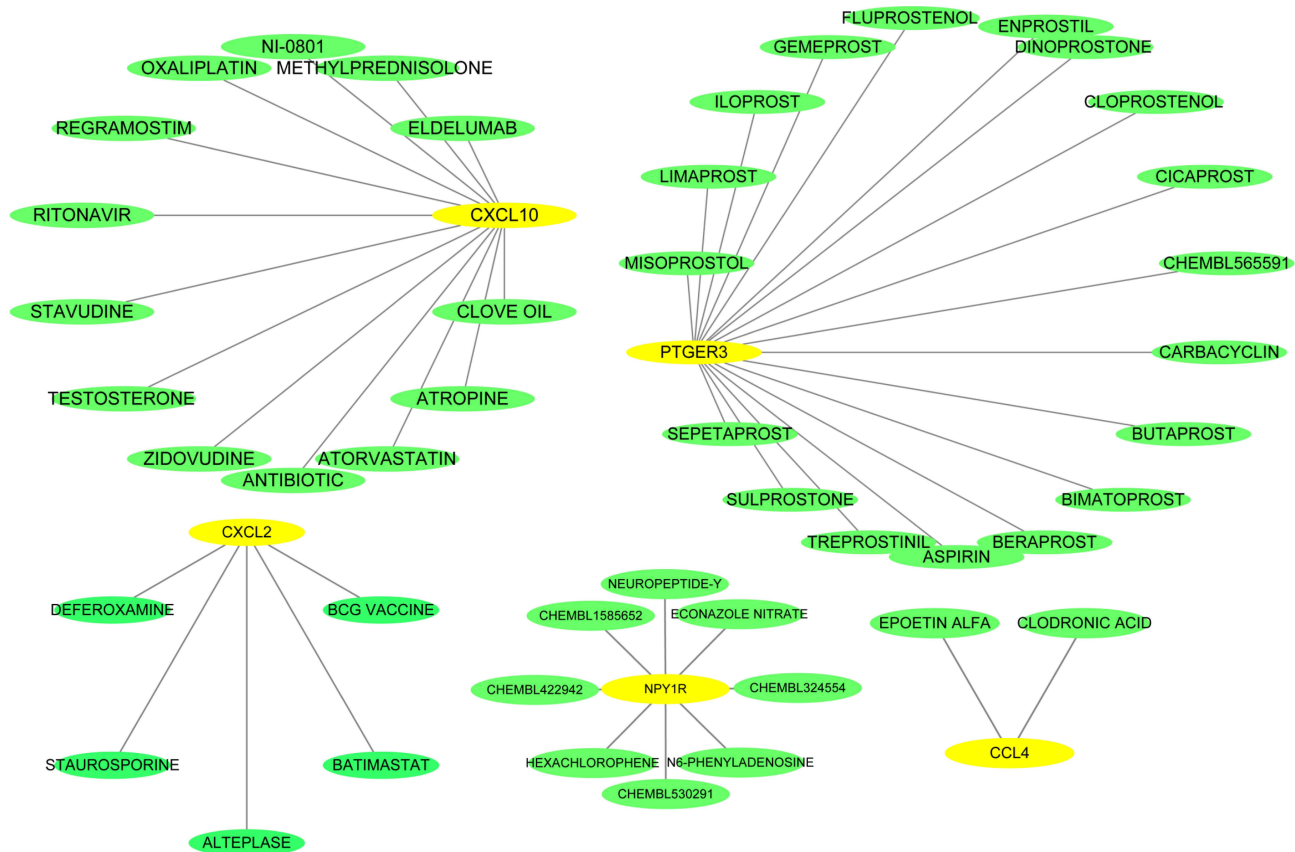 NI-0801
OXALIPLATIN
METHYLPREDNISOLONE
REGRAMOSTIM
ELDELUMAB
RITONAVIR
CXCL10
STAVUDINE
CLOVE OIL
TESTOSTERONE
ATROPINE
ZIDOVUDINE
ATORVASTATIN
ANTIBIOTIC
FLUPROSTENOL
ENPROSTIL
GEMEPROST
DINOPROSTONE
ILOPROST
CLOPROSTENOL
LIMAPROST
CICAPROST
MISOPROSTOL
CHEMBL565591
PTGER3
CARBACYCLIN
SEPETAPROST
BUTAPROST
SULPROSTONE
BIMATOPROST
TREPROSTINIL
BERAPROST
ASPIRIN
CXCL2
DEFEROXAMINE
BCG VACCINE
STAUROSPORINE
BATIMASTAT
ALTEPLASE
NEUROPEPTIDE-Y
CHEMBL1585652
ECONAZOLE NITRATE
CHEMBL422942
NPY1R
CHEMBL324554
HEXACHLOROPHENE
N6-PHENYLADENOSINE
CHEMBL530291
EPOETIN ALFA
CLODRONIC ACID
CCL4